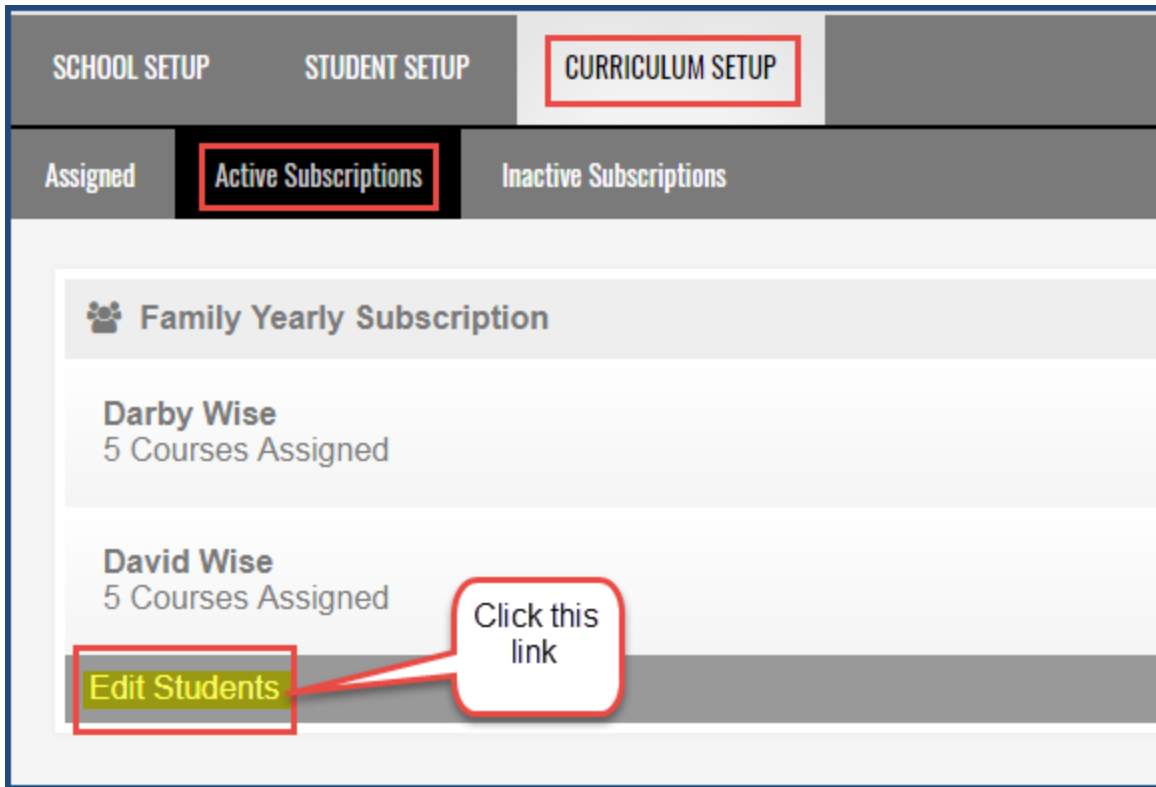 SCHOOL SETUP STUDENT SETUP CURRICULUM SETUP
Assigned Active Subscriptions Inactive Subscriptions
Family Yearly Subscription
Darby Wise
5 Courses Assigned
David Wise
5 Courses Assigned
Click this
link
Edit Students